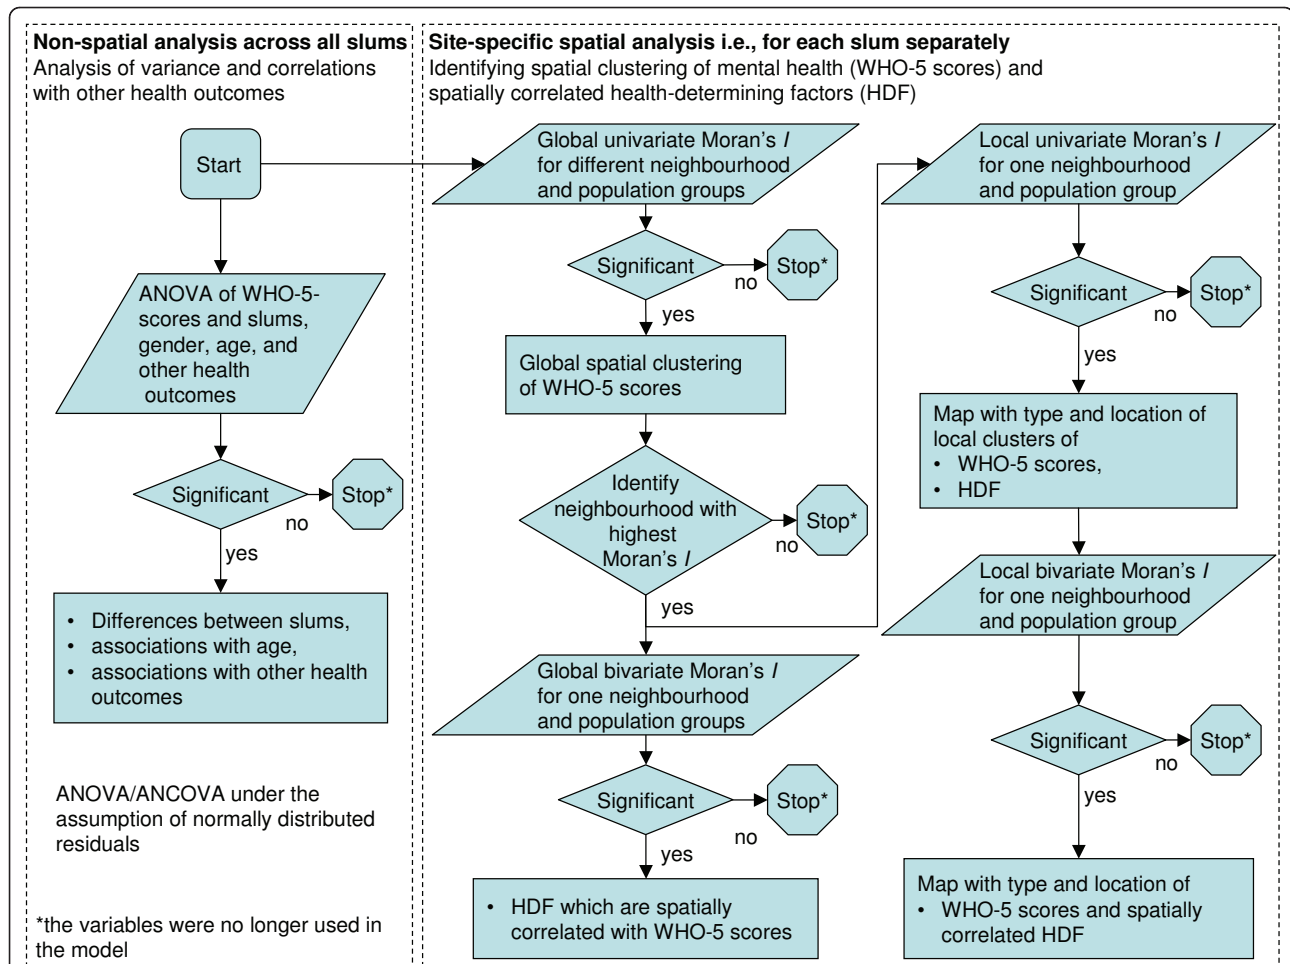 Non-spatial analysis across all slums
Analysis of variance and correlations
with other health outcomes
Start
ANOVA of WHO-5-
scores and slums,
gender, age, and
other health
outcomes
Significant
no
Stop*
yes
• Differences between slums,
• associations with age,
• associations with other health
outcomes
ANOVA/ANCOVA under the
assumption of normally distributed
residuals
*the variables were no longer used in
the model
Site-specific spatial analysis i.e., for each slum separately
Identifying spatial clustering of mental health (WHO-5 scores) and
spatially correlated health-determining factors (HDF)
Global univariate Moran's I
for different neighbourhood
and population groups
Significant
no
Stop*
yes
Global spatial clustering
of WHO-5 scores
Identify
neighbourhood with
highest
Moran's I
no
Stop*
yes
Global bivariate Moran's I
for one neighbourhood
and population groups
Significant
no
Stop*
yes
• HDF which are spatially
correlated with WHO-5 scores
Local univariate Moran's I
for one neighbourhood
and population group
Significant
no
Stop*
yes
Map with type and location of
local clusters of
• WHO-5 scores,
• HDF
Local bivariate Moran's I
for one neighbourhood
and population group
Significant
no
Stop*
yes
Map with type and location of
• WHO-5 scores and spatially
correlated HDF